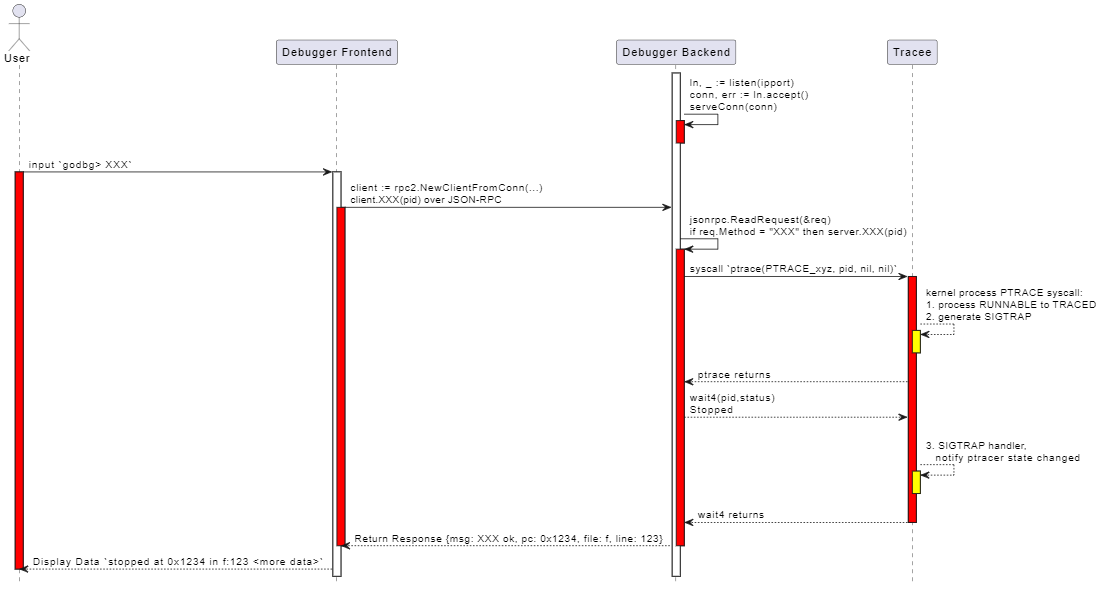 User
Debugger Frontend
Debugger Backend
Tracee
ln, _ := listen(ipport)
conn, err := ln.accept()
serveConn(conn)
input `godbg> XXX`
client := rpc2.NewClientFromConn(...)
client.XXX(pid) over JSON-RPC
jsonrpc.ReadRequest(&req)
if req.Method = "XXX" then server.XXX(pid)
syscall `ptrace(PTRACE_xyz, pid, nil, nil)`
kernel process PTRACE syscall:
1. process RUNNABLE to TRACED
2. generate SIGTRAP
ptrace returns
wait4(pid,status)
Stopped
3. SIGTRAP handler,
notify ptracer state changed
wait4 returns
Return Response {msg: XXX ok, pc: 0x1234, file: f, line: 123}
Display Data `stopped at 0x1234 in f:123 <more data>`